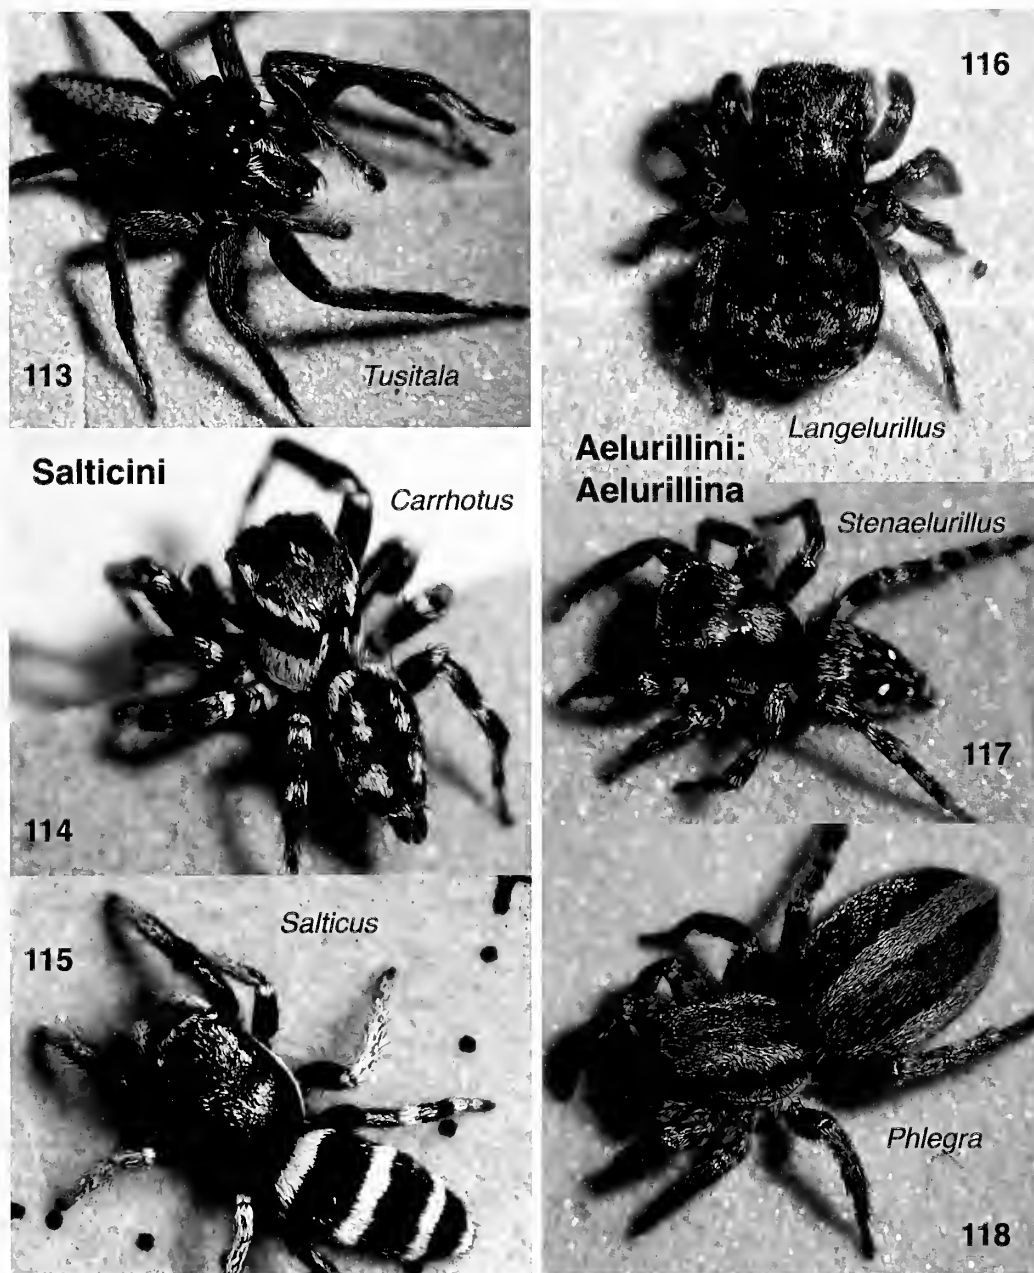 113
Tusitala
Salticini
Carrhotus
114
Salticus
115
116
Langelurillus
Aelurillini:
Aelurillina
Stenaelurillus
117
Phlegra
118